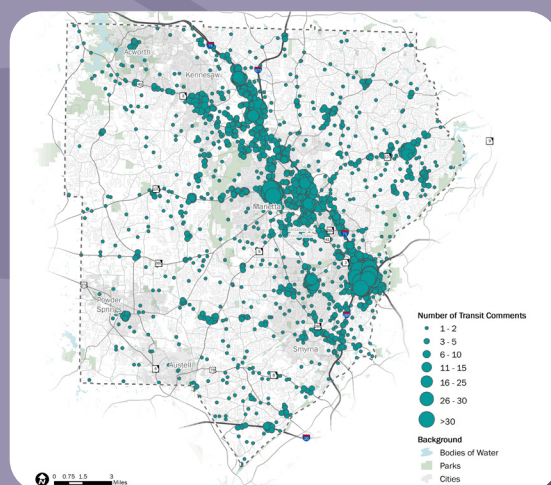 Acworth
Kennesaw
Marietta
Powder
Springs
Smyrna
Austell
Number of Transit Comments
1 - 2
3 - 5
6 - 10
11 - 15
16 - 25
26 - 30
>30
Background
Bodies of Water
Parks
Cities
0 0.75 1.5 3
Miles